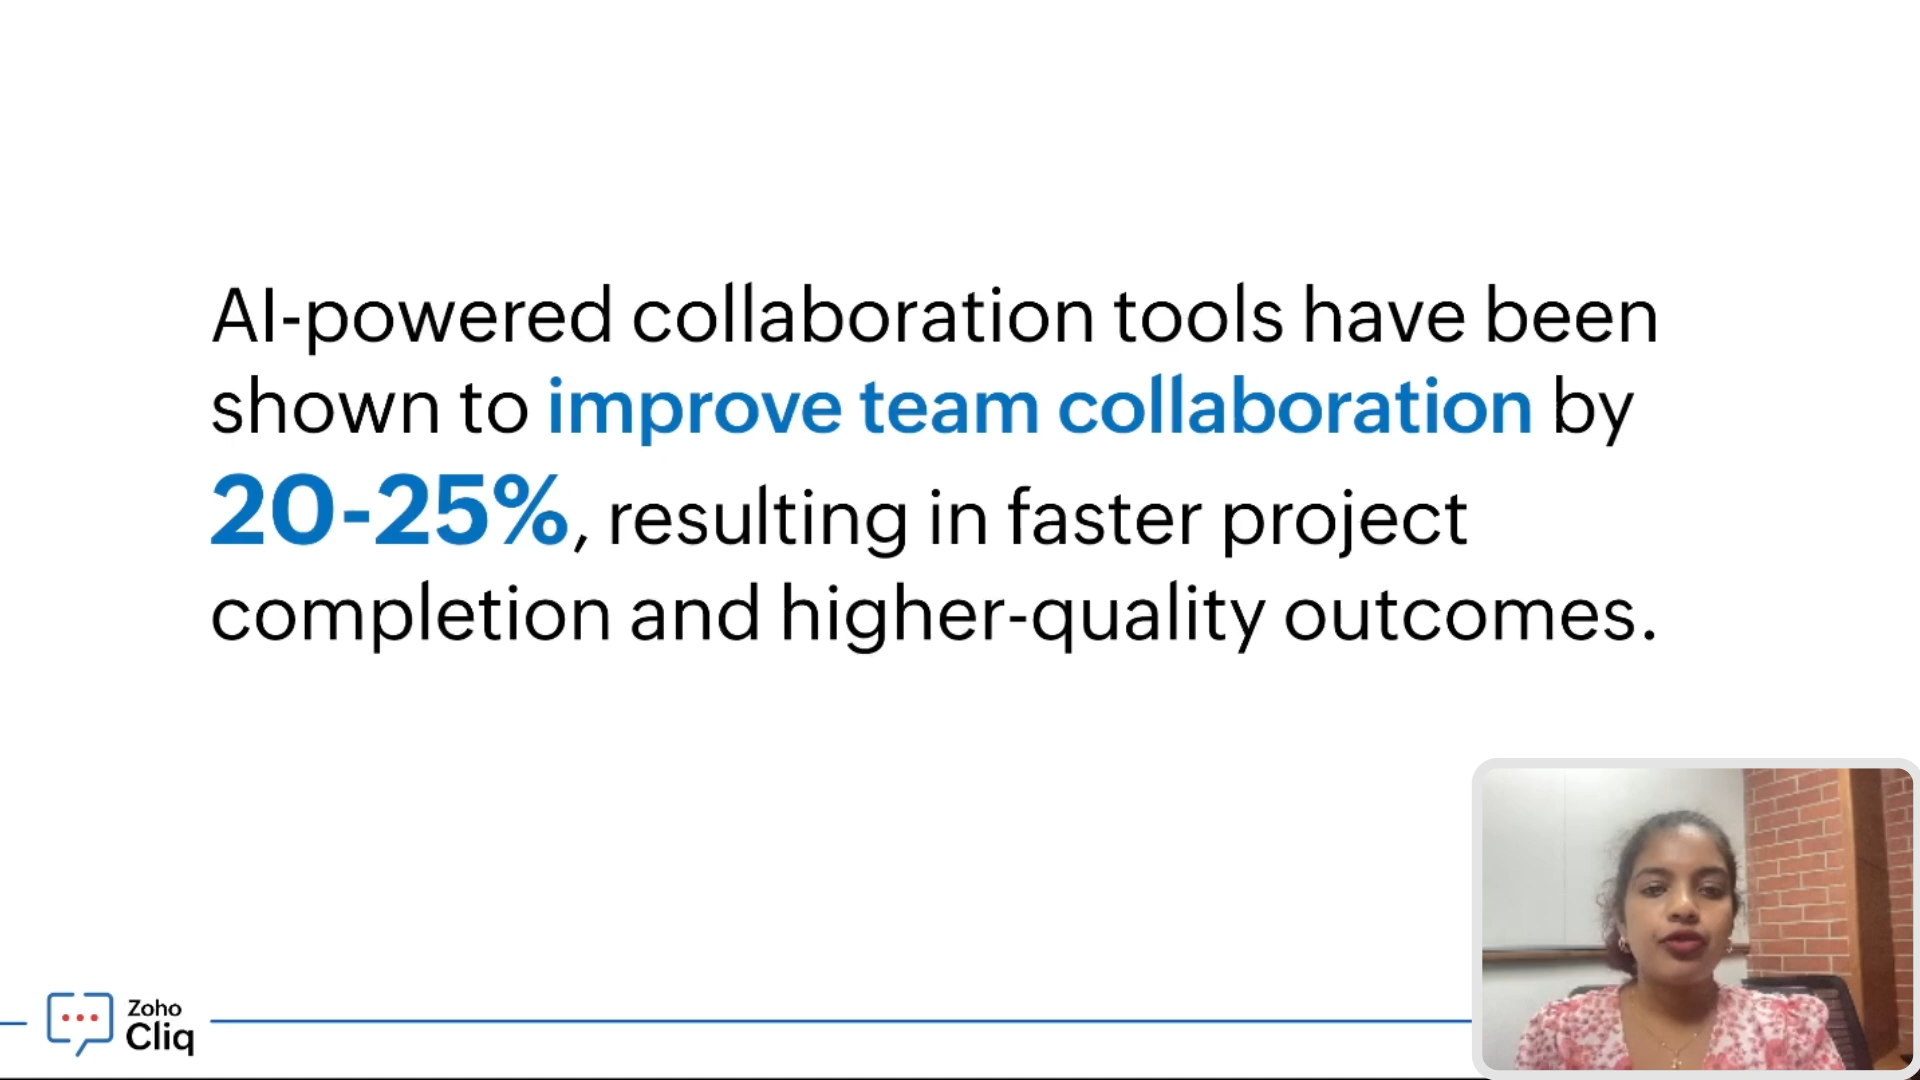 AI-powered collaboration tools have been
shown to improve team collaboration by
20-25%, resulting in faster project
completion and higher-quality outcomes.
Zoho
Cliq